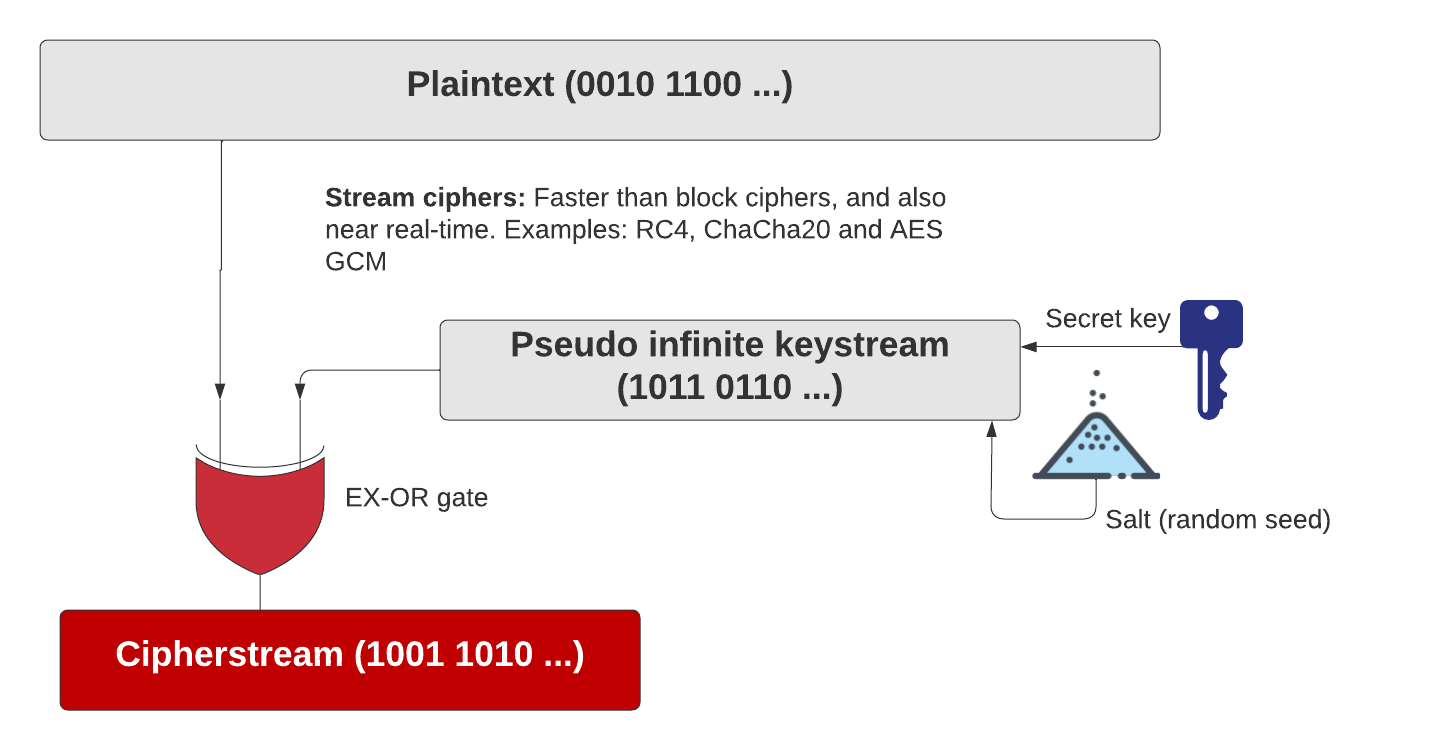 Plaintext (0010 1100 ...)
Stream ciphers: Faster than block ciphers, and also
near real-time. Examples: RC4, ChaCha20 and AES
GCM
Secret key
Pseudo infinite keystream
(1011 0110 ...)
EX-OR gate
Salt (random seed)
Cipherstream (1001 1010 ...)